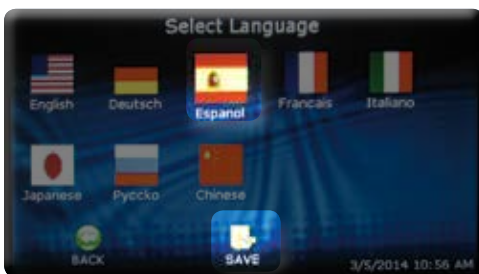 Select Language
English Deutsch Espanol Francais Italiano
Japanese Pyccko Chinese
BACK SAVE 3/5/2014 10:56 AM